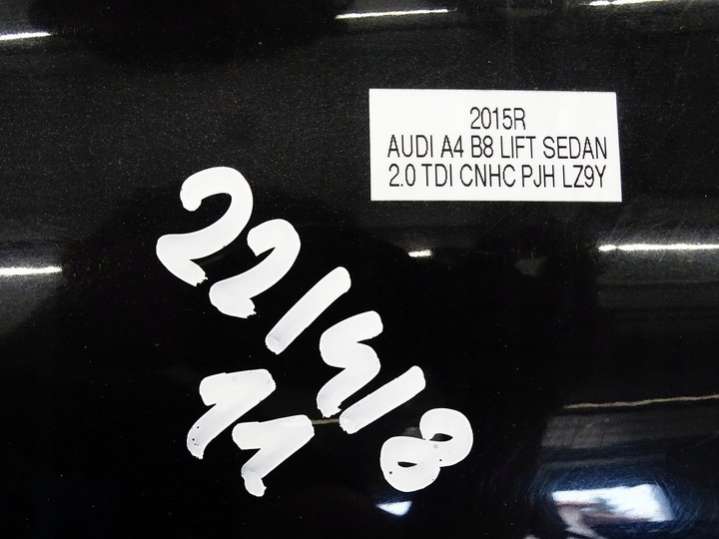 2015R
AUDI A4 B8 LIFT SEDAN
2.0 TDI CNHC PJH LZ9Y
221518
11